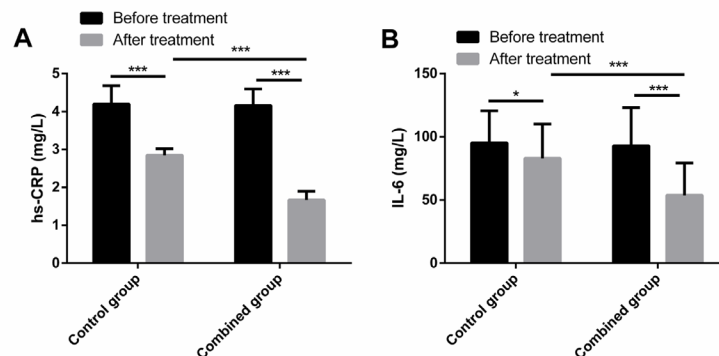 A
Before treatment
After treatment
***
***
***
hs-CRP (mg/L)
5
4
3
2
1
0
Control group
Combined group
B
Before treatment
After treatment
***
*
***
IL-6 (mg/L)
150
100
50
0
Control group
Combined group